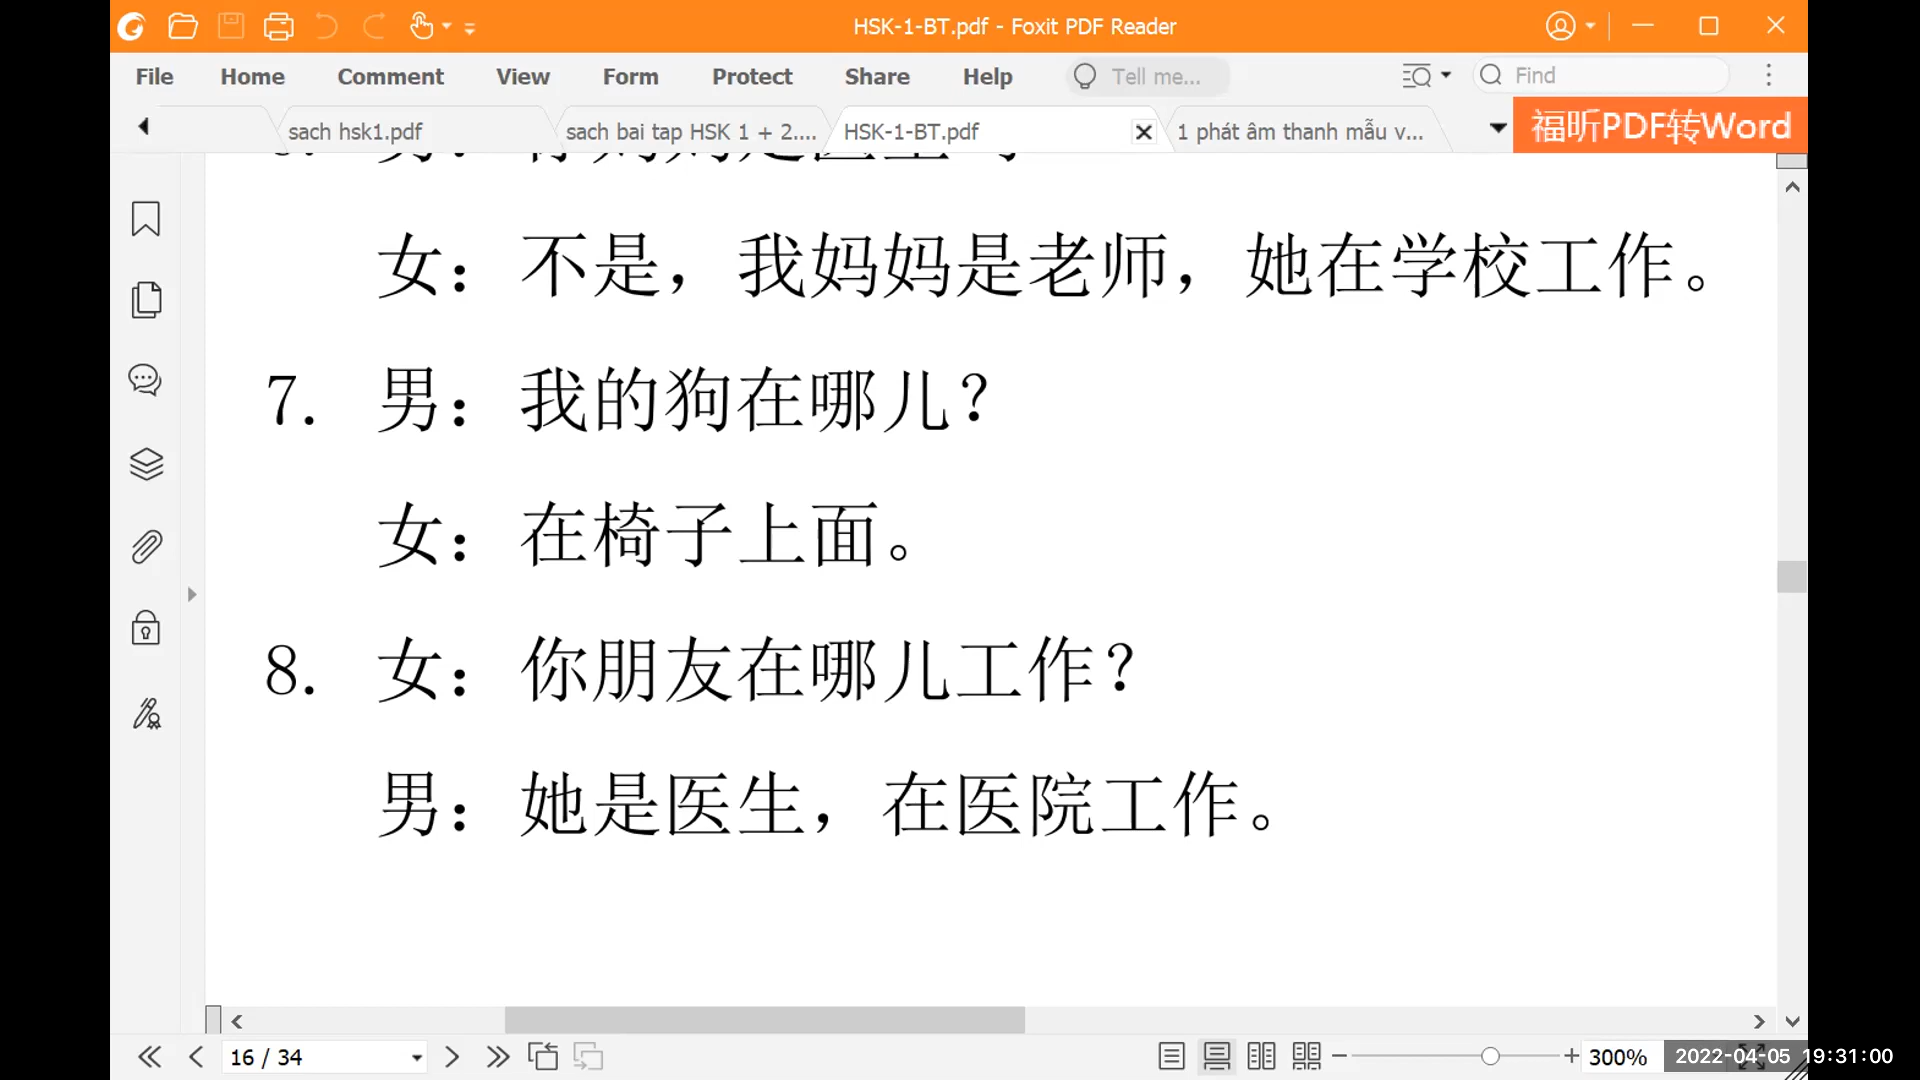 HSK-1-BT.pdf - Foxit PDF Reader
File Home Comment View Form Protect Share Help Tell me... Find
sach hsk1.pdf sach bai tap HSK 1 + 2.... HSK-1-BT.pdf 1 phát âm thanh mẫu v... 福昕PDF转Word
女：不是，我妈妈是老师，她在学校工作。
7. 男：我的狗在哪儿？
女：在椅子上面。
8. 女：你朋友在哪儿工作？
男：她是医生，在医院工作。
16 / 34 300% 2022-04-05 19:31:00